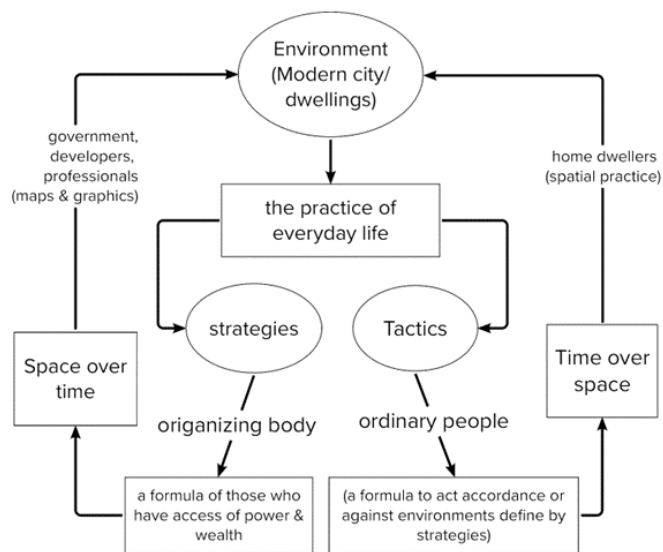 Environment
(Modern city/
dwellings)
government,
developers,
professionals
(maps & graphics)
home dwellers
(spatial practice)
the practice of
everyday life
strategies
Tactics
Space over
time
Time over
space
origanizing body
ordinary people
a formula of those who
have access of power &
wealth
(a formula to act accordance or
against environments define by
strategies)